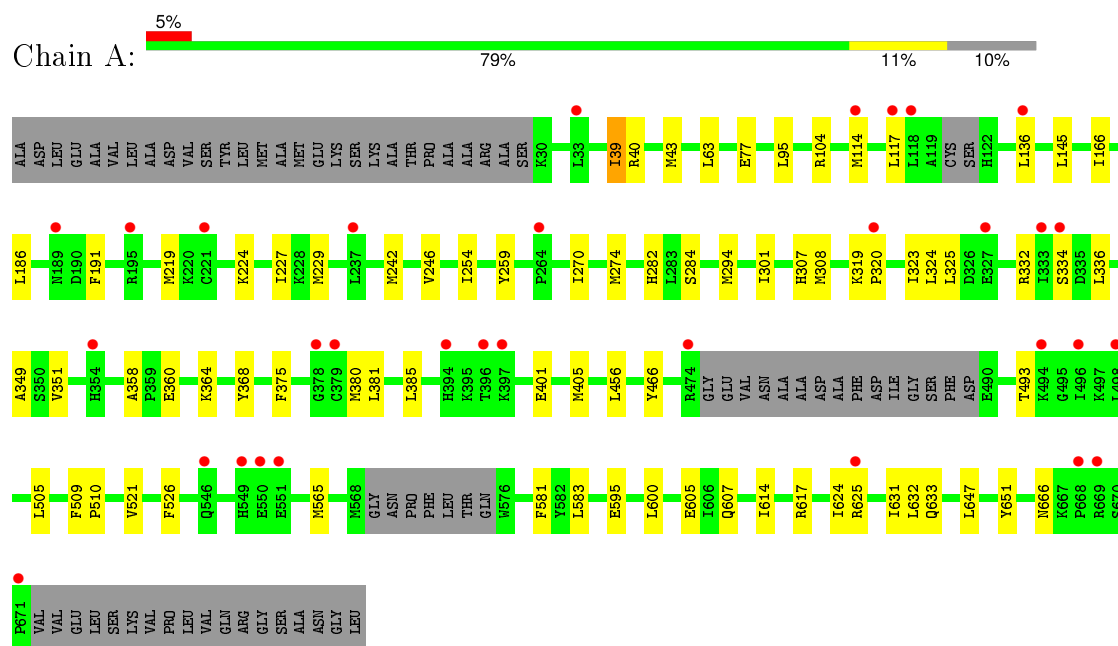 5%
Chain A:
79% 11% 10%
ALA ASP LEU GLU ALA VAL LEU ALA ASP VAL SER TYR LEU MET ALA MET GLU LYS SER LYS ALA ALA THR PRO ALA ALA ARG ALA SER K30 L33 I39 R40 M43 L63 E77 L95 R104 M114 L117 L118 A119 CYS SER H122 L136 L145 I166
L186 N189 D190 F191 R195 M219 K220 C221 K224 I227 K228 M229 L237 M242 V246 I254 Y259 P264 I270 M274 H282 L283 S284 M294 I301 H307 M308 K319 P320 I323 L324 L325 D326 E327 R332 I333 S334 D335 L336
A349 S350 V351 H354 A358 P359 E360 K364 Y368 F375 G378 C379 M380 L381 L385 H394 K395 T396 K397 E401 M405 L456 Y466 R474 GLY GLU VAL ASN ALA ALA ASP ALA PHE ASP ILE GLY SER PHE ASP E490 T493 K494 G495 I496 K497 L498
L505 F509 P510 V521 F526 Q546 H549 E550 E551 M565 M568 GLY ASN PRO PHE LEU THR GLN W576 F581 Y582 L583 E595 L600 E605 I606 Q607 I614 R617 I624 R625 I631 L632 Q633 L647 Y651 N666 K667 P668 R669 S670
P671 VAL VAL GLU LEU SER LYS VAL PRO LEU VAL GLN ARG GLY SER ALA ASN GLY LEU